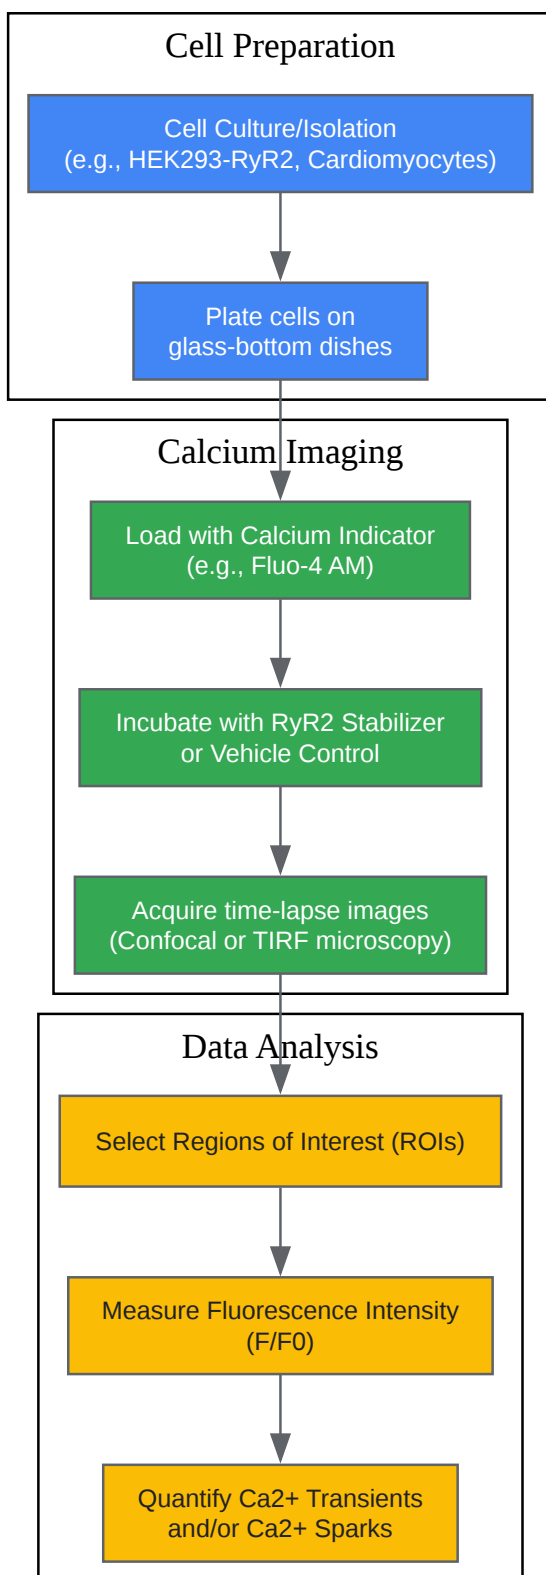 Cell Preparation
Cell Culture/Isolation
(e.g., HEK293-RyR2, Cardiomyocytes)
Plate cells on
glass-bottom dishes
Calcium Imaging
Load with Calcium Indicator
(e.g., Fluo-4 AM)
Incubate with RyR2 Stabilizer
or Vehicle Control
Acquire time-lapse images
(Confocal or TIRF microscopy)
Data Analysis
Select Regions of Interest (ROIs)
Measure Fluorescence Intensity
(F/F0)
Quantify Ca2+ Transients
and/or Ca2+ Sparks